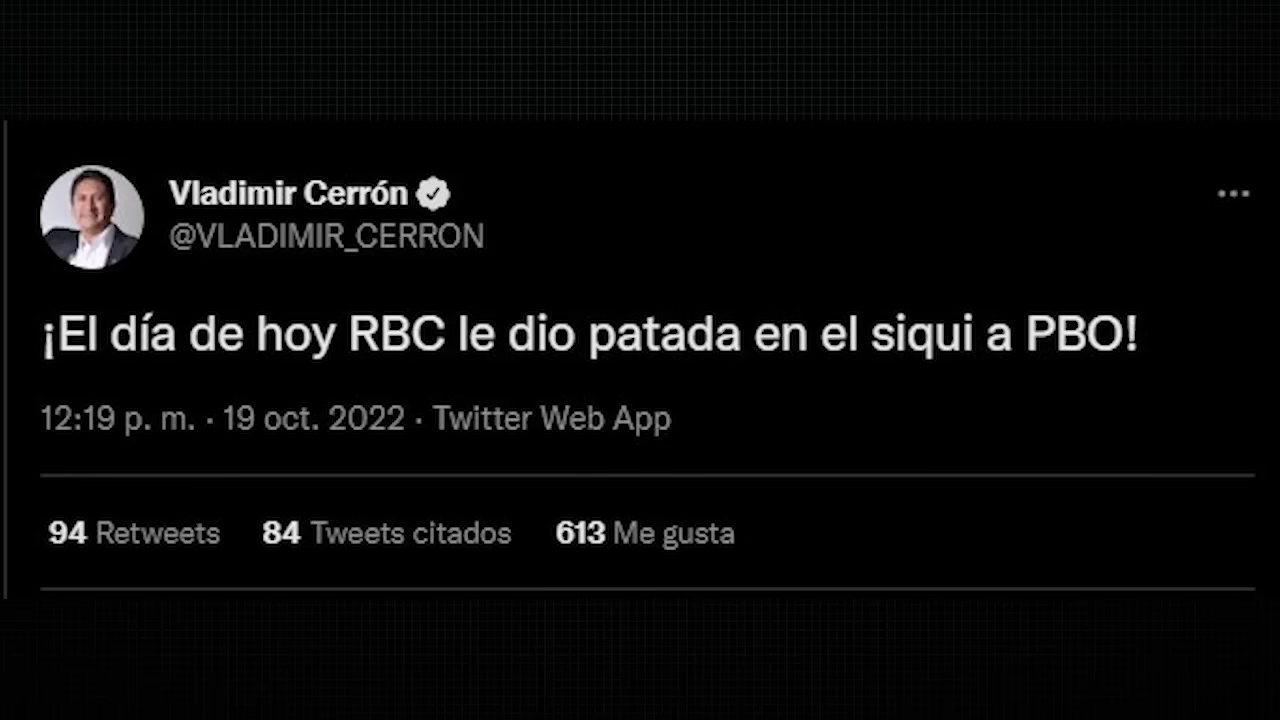 Vladimir Cerrón
@VLADIMIR_CERRON
¡El día de hoy RBC le dio patada en el siqui a PBO!
12:19 p. m. · 19 oct. 2022 · Twitter Web App
94 Retweets 84 Tweets citados 613 Me gusta